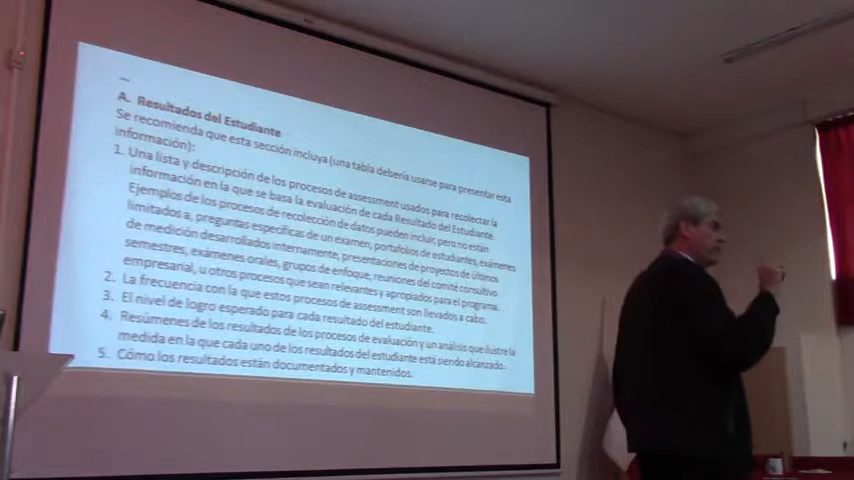 ...
A. Resultados del Estudiante
Se recomienda que esta sección incluya (una tabla debería usarse para presentar esta
información):
1. Una lista y descripción de los procesos de assessment usados para recolectar la
información en la que se basa la evaluación de cada Resultado del Estudiante.
Ejemplos de los procesos de recolección de datos pueden incluir, pero no están
limitados a, preguntas específicas de un examen, portafolios de estudiantes, exámenes
de medición desarrollados internamente, presentaciones de proyectos de últimos
semestres, exámenes orales, grupos de enfoque, reuniones del comité consultivo
empresarial, u otros procesos que sean relevantes y apropiados para el programa.
2. La frecuencia con la que estos procesos de assessment son llevados a cabo.
3. El nivel de logro esperado para cada resultado del estudiante.
4. Resúmenes de los resultados de los procesos de evaluación y un análisis que ilustre la
medida en la que cada uno de los resultados del estudiante está siendo alcanzado.
5. Cómo los resultados están documentados y mantenidos.